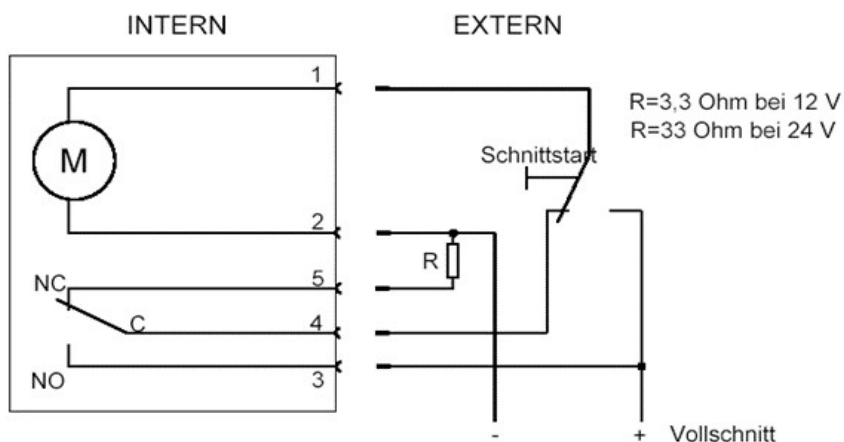 INTERN
EXTERN
1
R=3,3 Ohm bei 12 V
R=33 Ohm bei 24 V
Schnittstart
M
2
R
NC
5
C
4
NO
3
- + Vollschnitt